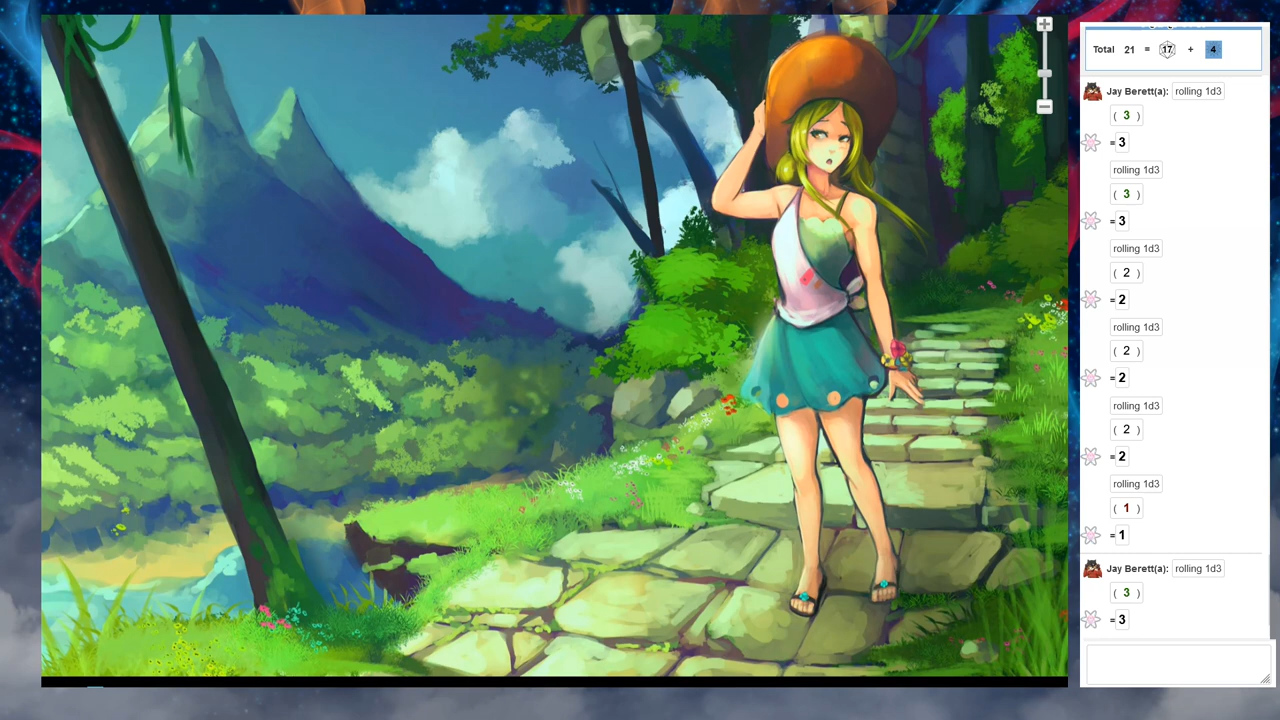 Total 21 = 17 + 4
Jay Berett(a): rolling 1d3
( 3 )
=3
rolling 1d3
( 3 )
=3
rolling 1d3
( 2 )
=2
rolling 1d3
( 2 )
=2
rolling 1d3
( 2 )
=2
rolling 1d3
( 1 )
=1
Jay Berett(a): rolling 1d3
( 3 )
=3